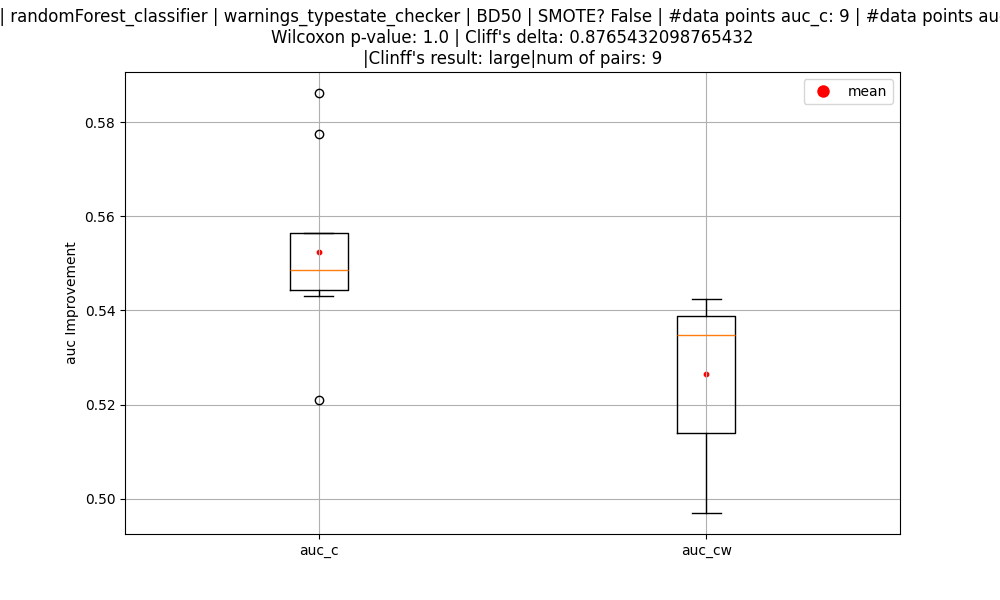 | randomForest_classifier | warnings_typestate_checker | BD50 | SMOTE? False | #data points auc_c: 9 | #data points au
Wilcoxon p-value: 1.0 | Cliff's delta: 0.8765432098765432
|Clinff's result: large|num of pairs: 9
mean
0.58
0.56
0.54
0.52
0.50
auc Improvement
auc_c
auc_cw